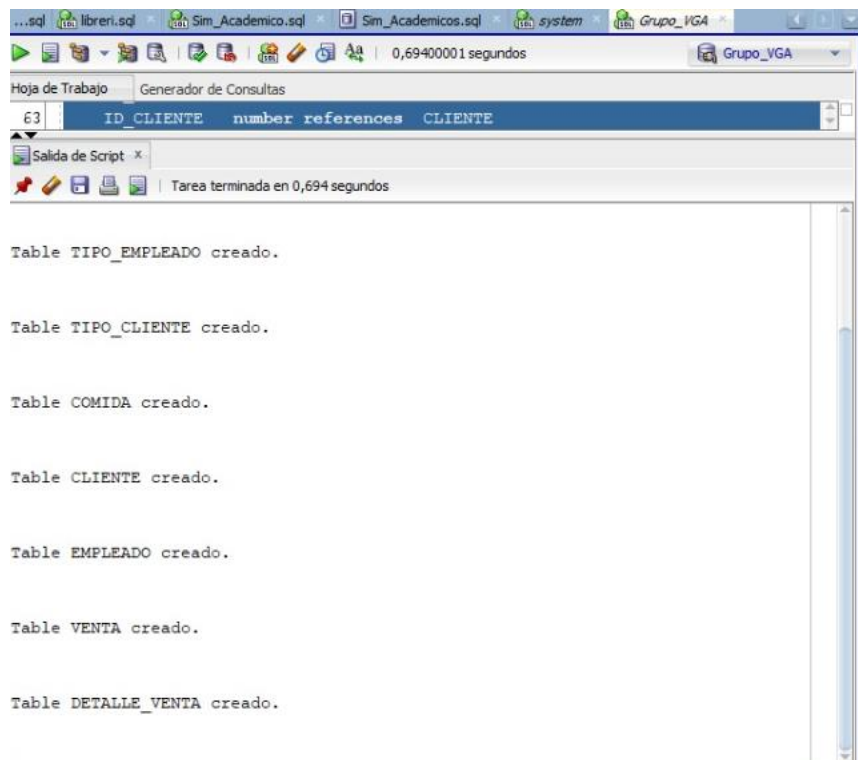 ...sql libreri.sql Sim_Academico.sql Sim_Academicos.sql system Grupo_VGA
0,69400001 segundos Grupo_VGA
Hoja de Trabajo Generador de Consultas
63 ID_CLIENTE number references CLIENTE
Salida de Script x
Tarea terminada en 0,694 segundos
Table TIPO_EMPLEADO creado.
Table TIPO_CLIENTE creado.
Table COMIDA creado.
Table CLIENTE creado.
Table EMPLEADO creado.
Table VENTA creado.
Table DETALLE_VENTA creado.